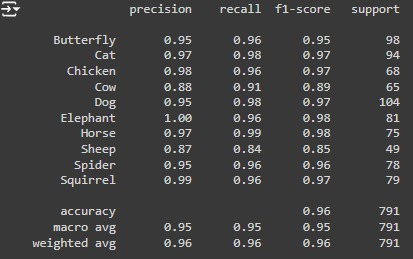 precision recall f1-score support
Butterfly 0.95 0.96 0.95 98
Cat 0.97 0.98 0.97 94
Chicken 0.98 0.96 0.97 68
Cow 0.88 0.91 0.89 65
Dog 0.95 0.98 0.97 104
Elephant 1.00 0.96 0.98 81
Horse 0.97 0.99 0.98 75
Sheep 0.87 0.84 0.85 49
Spider 0.95 0.96 0.96 78
Squirrel 0.99 0.96 0.97 79
accuracy 0.96 791
macro avg 0.95 0.95 0.95 791
weighted avg 0.96 0.96 0.96 791